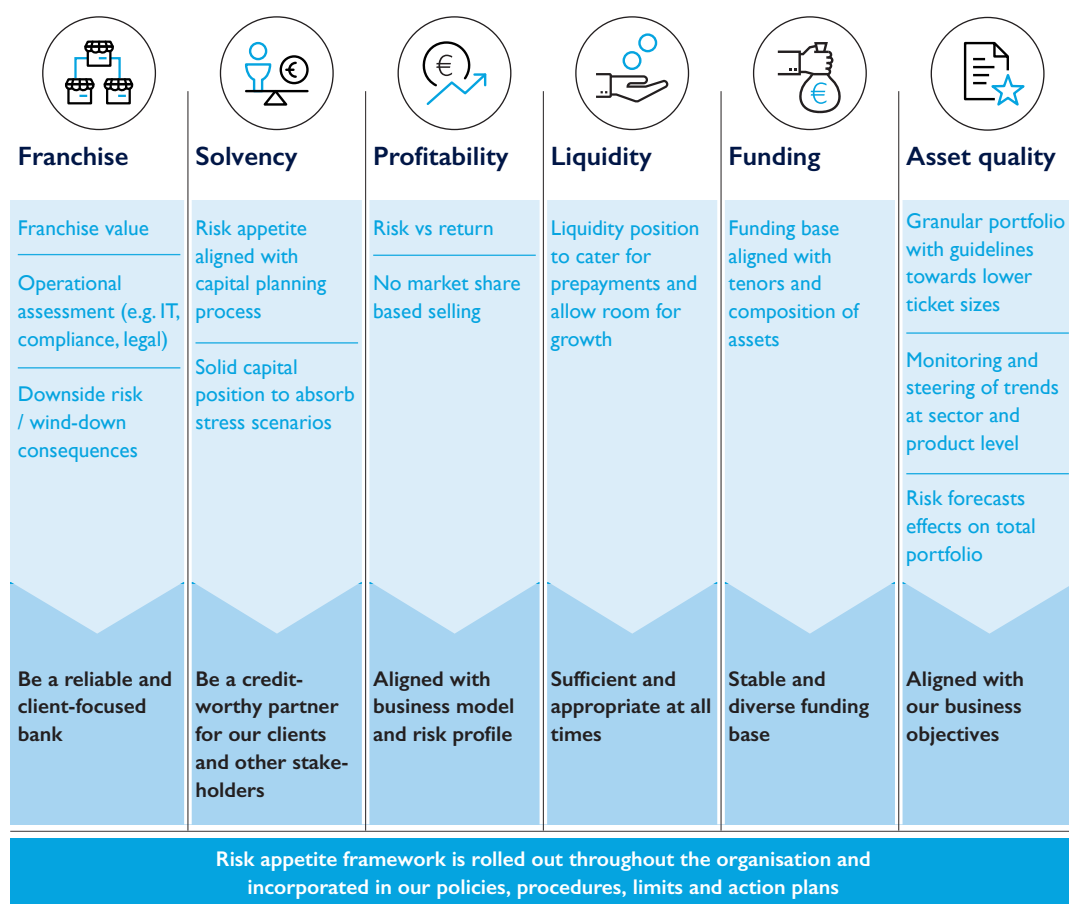 Franchise
Franchise value
Operational
assessment (e.g. IT,
compliance, legal)
Downside risk
/ wind-down
consequences
Be a reliable and
client-focused
bank
Solvency
Risk appetite
aligned with
capital planning
process
Solid capital
position to absorb
stress scenarios
Be a credit-
worthy partner
for our clients
and other stake-
holders
Profitability
Risk vs return
No market share
based selling
Aligned with
business model
and risk profile
Liquidity
Liquidity position
to cater for
prepayments and
allow room for
growth
Sufficient and
appropriate at all
times
Funding
Funding base
aligned with
tenors and
composition of
assets
Stable and
diverse funding
base
Asset quality
Granular portfolio
with guidelines
towards lower
ticket sizes
Monitoring and
steering of trends
at sector and
product level
Risk forecasts
effects on total
portfolio
Aligned with
our business
objectives
Risk appetite framework is rolled out throughout the organisation and
incorporated in our policies, procedures, limits and action plans